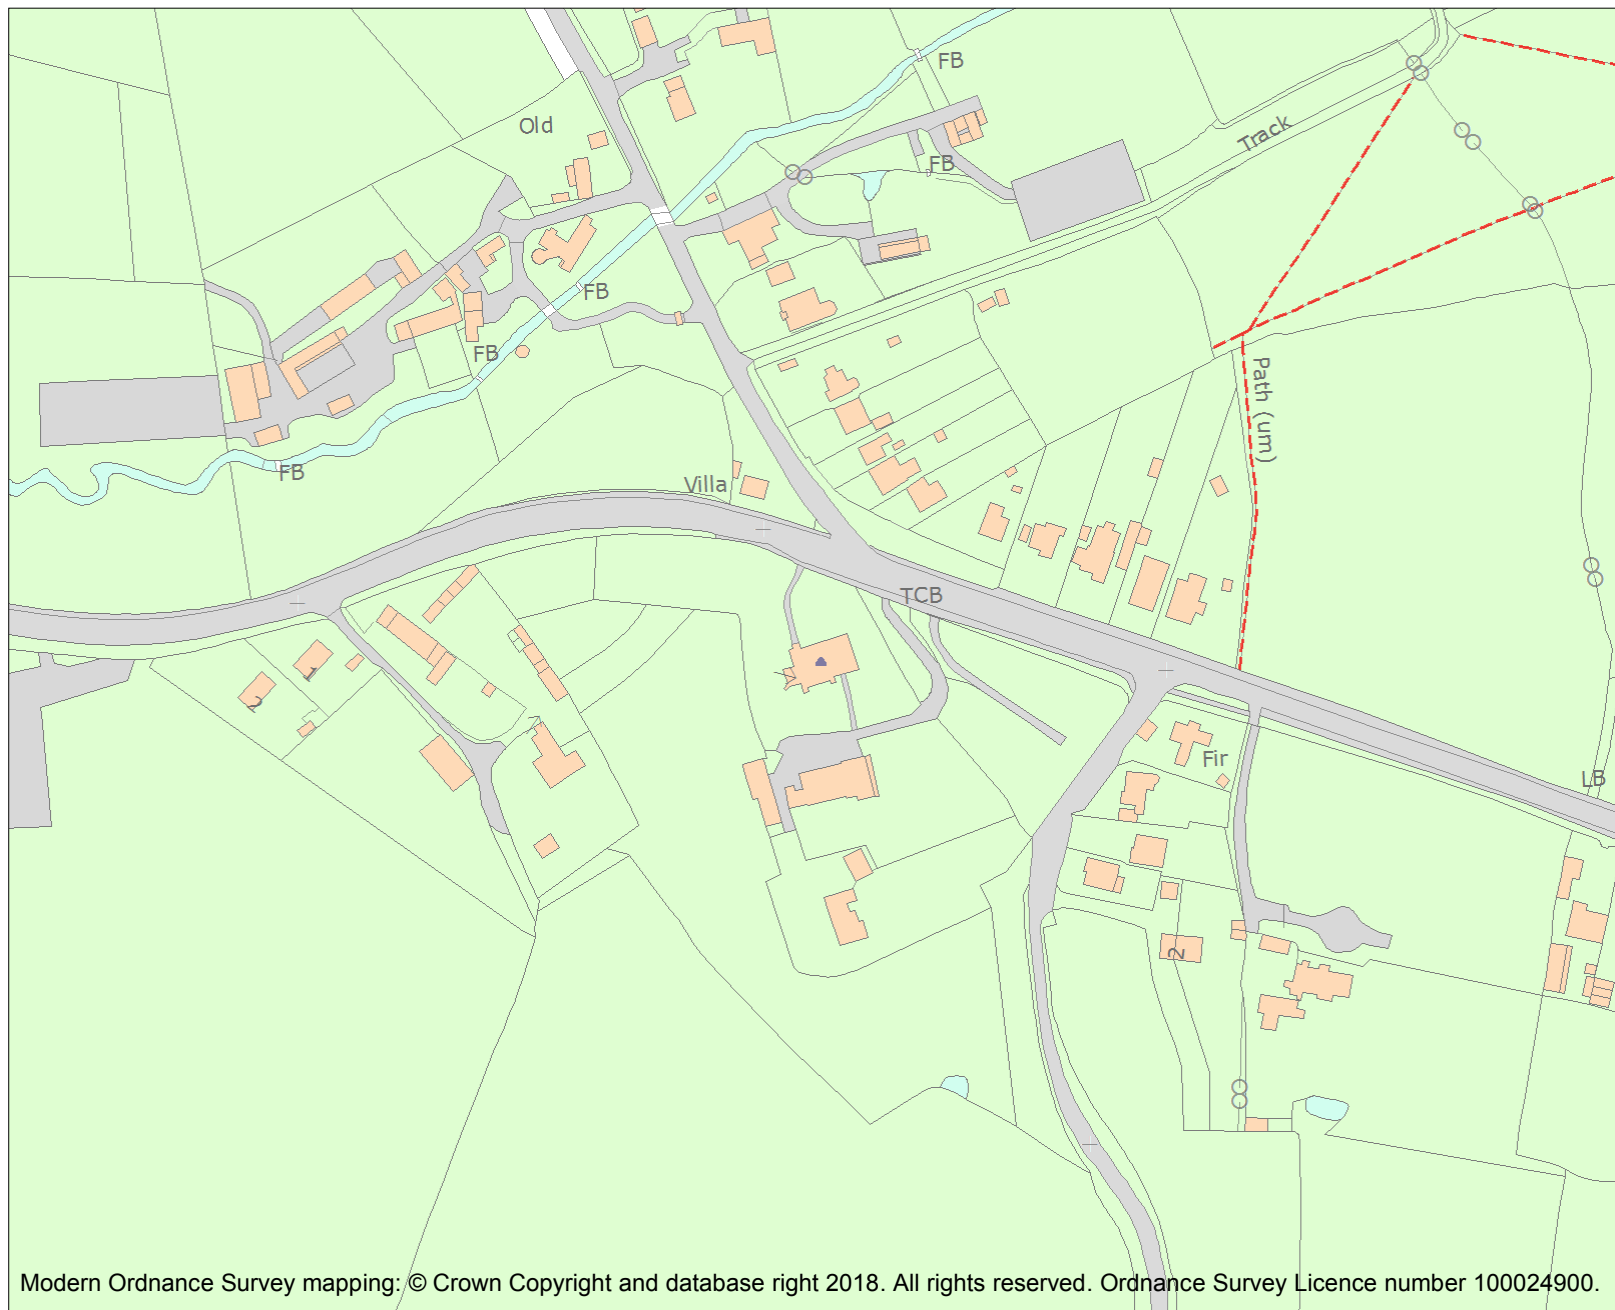 FB
Old
Track
FB
FB
FB
Path (um)
FB
Villa
TCB
1
2
Fir
LB
2
Modern Ordnance Survey mapping: © Crown Copyright and database right 2018. All rights reserved. Ordnance Survey Licence number 100024900.